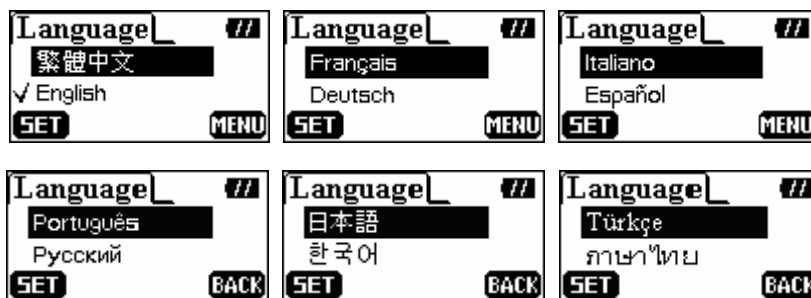 Language
繁體中文
√ English
SET MENU
Language
Français
Deutsch
SET MENU
Language
Italiano
Español
SET MENU
Language
Português
Русский
SET BACK
Language
日本語
한국어
SET BACK
Language
Türkçe
ภาษาไทย
SET BACK